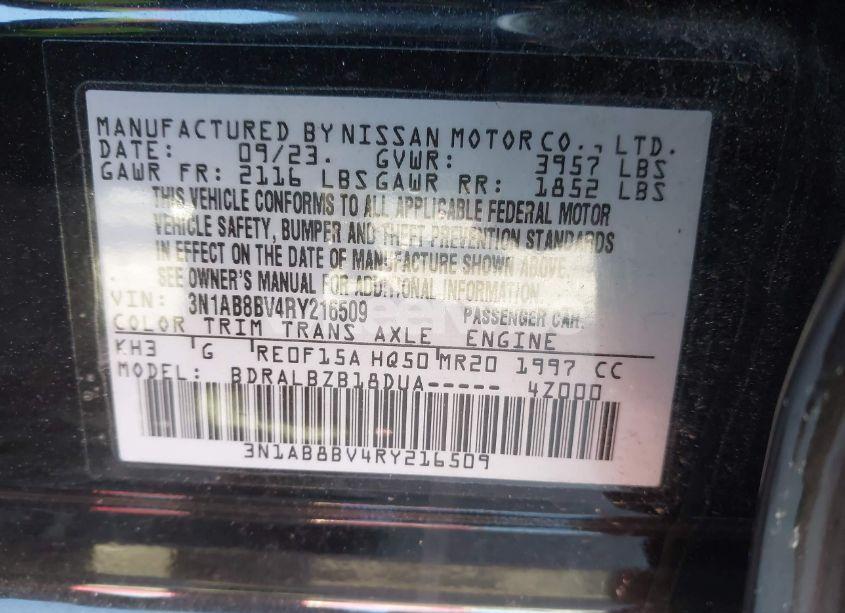 MANUFACTURED BY NISSAN MOTOR CO., LTD.
DATE: 09/23. GVWR: 3957 LBS
GAWR FR: 2116 LBS GAWR RR: 1852 LBS
THIS VEHICLE CONFORMS TO ALL APPLICABLE FEDERAL MOTOR
VEHICLE SAFETY, BUMPER AND THEFT PREVENTION STANDARDS
IN EFFECT ON THE DATE OF MANUFACTURE SHOWN ABOVE.
SEE OWNER'S MANUAL FOR ADDITIONAL INFORMATION.
VIN: 3N1AB8BV4RY216509 PASSENGER CAR.
COLOR TRIM TRANS AXLE ENGINE
KH3 G RE0F15A HQ50 MR20 1997 CC
MODEL: BDRALBZB18DUA----- 4Z000
3N1AB8BV4RY216509